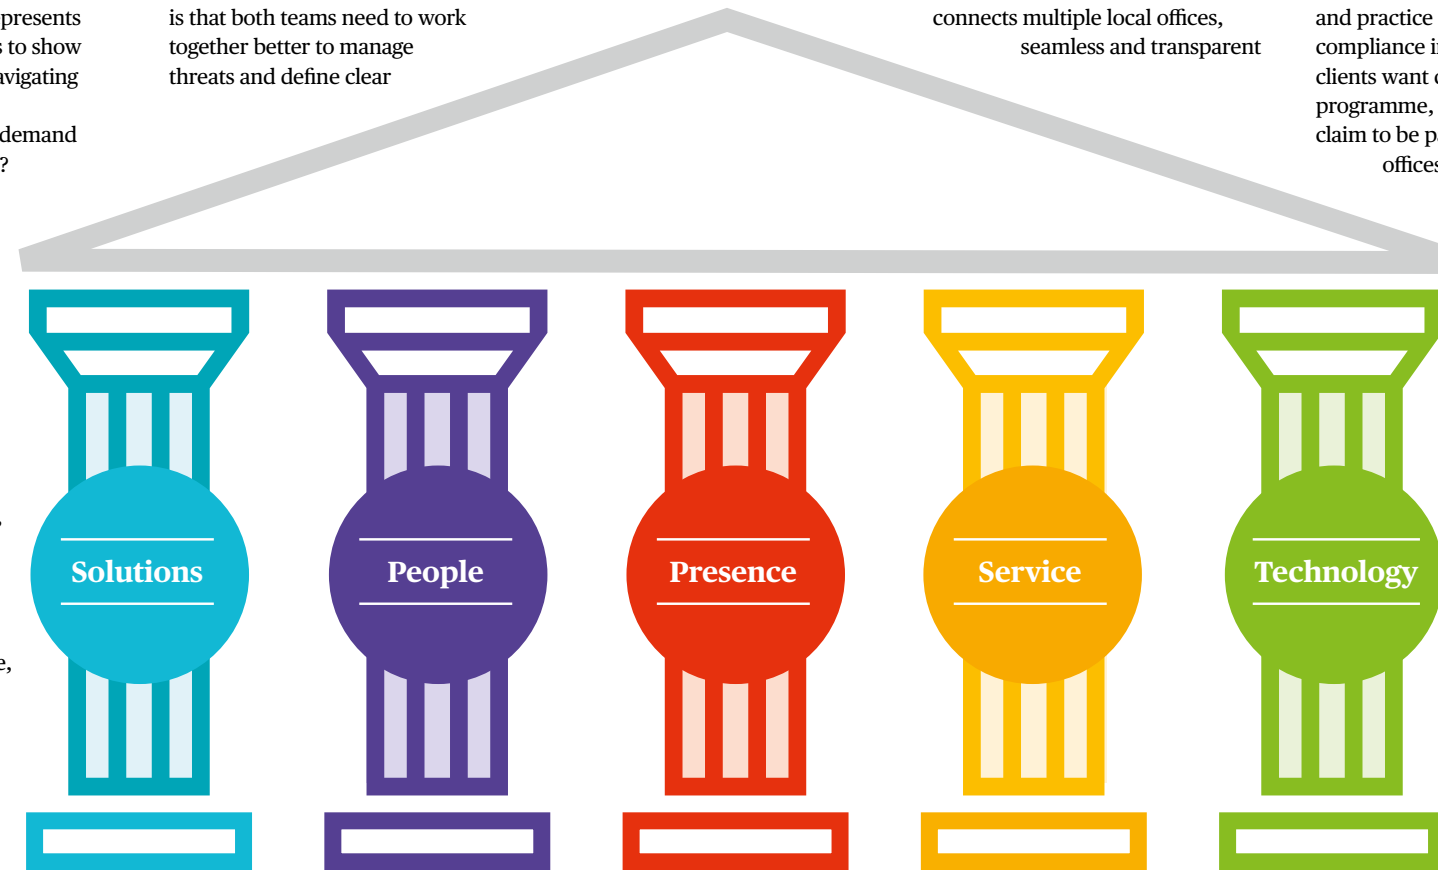 presents
s to show
avigating
demand
?
is that both teams need to work
together better to manage
threats and define clear
connects multiple local offices,
seamless and transparent
and practice
compliance i
clients want
programme,
claim to be p
offices
,
e,
Solutions
People
Presence
Service
Technology